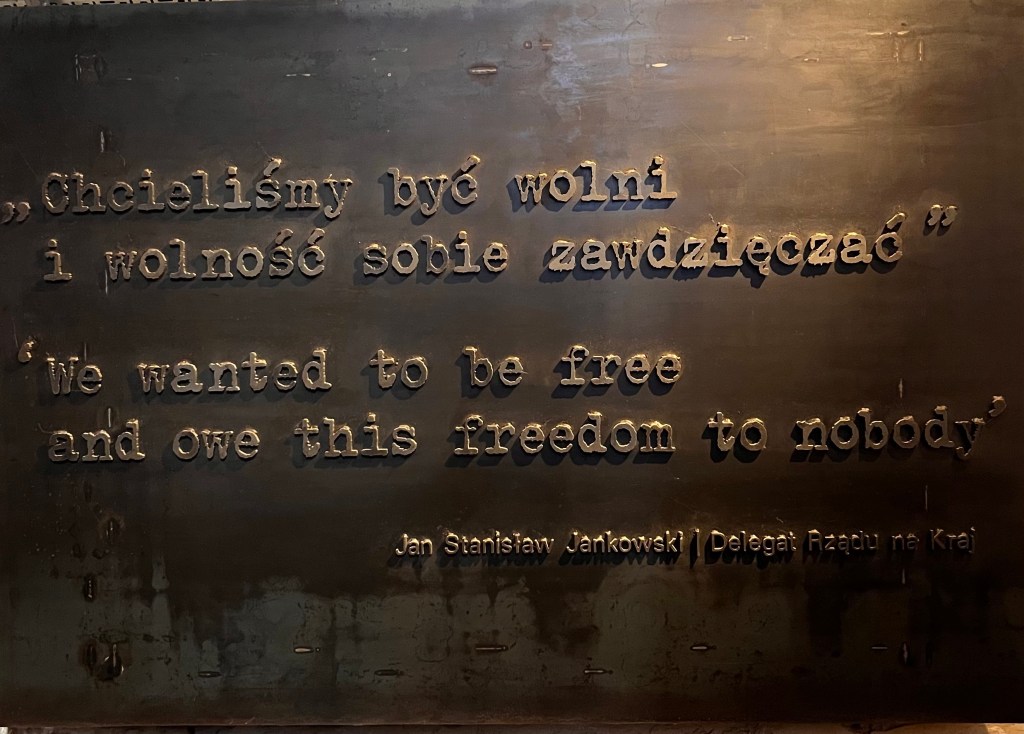 „Chcieliśmy być wolni
i wolność sobie zawdzięczać”
‘We wanted to be free
and owe this freedom to nobody’
Jan Stanisław Jankowski | Delegat Rządu na Kraj